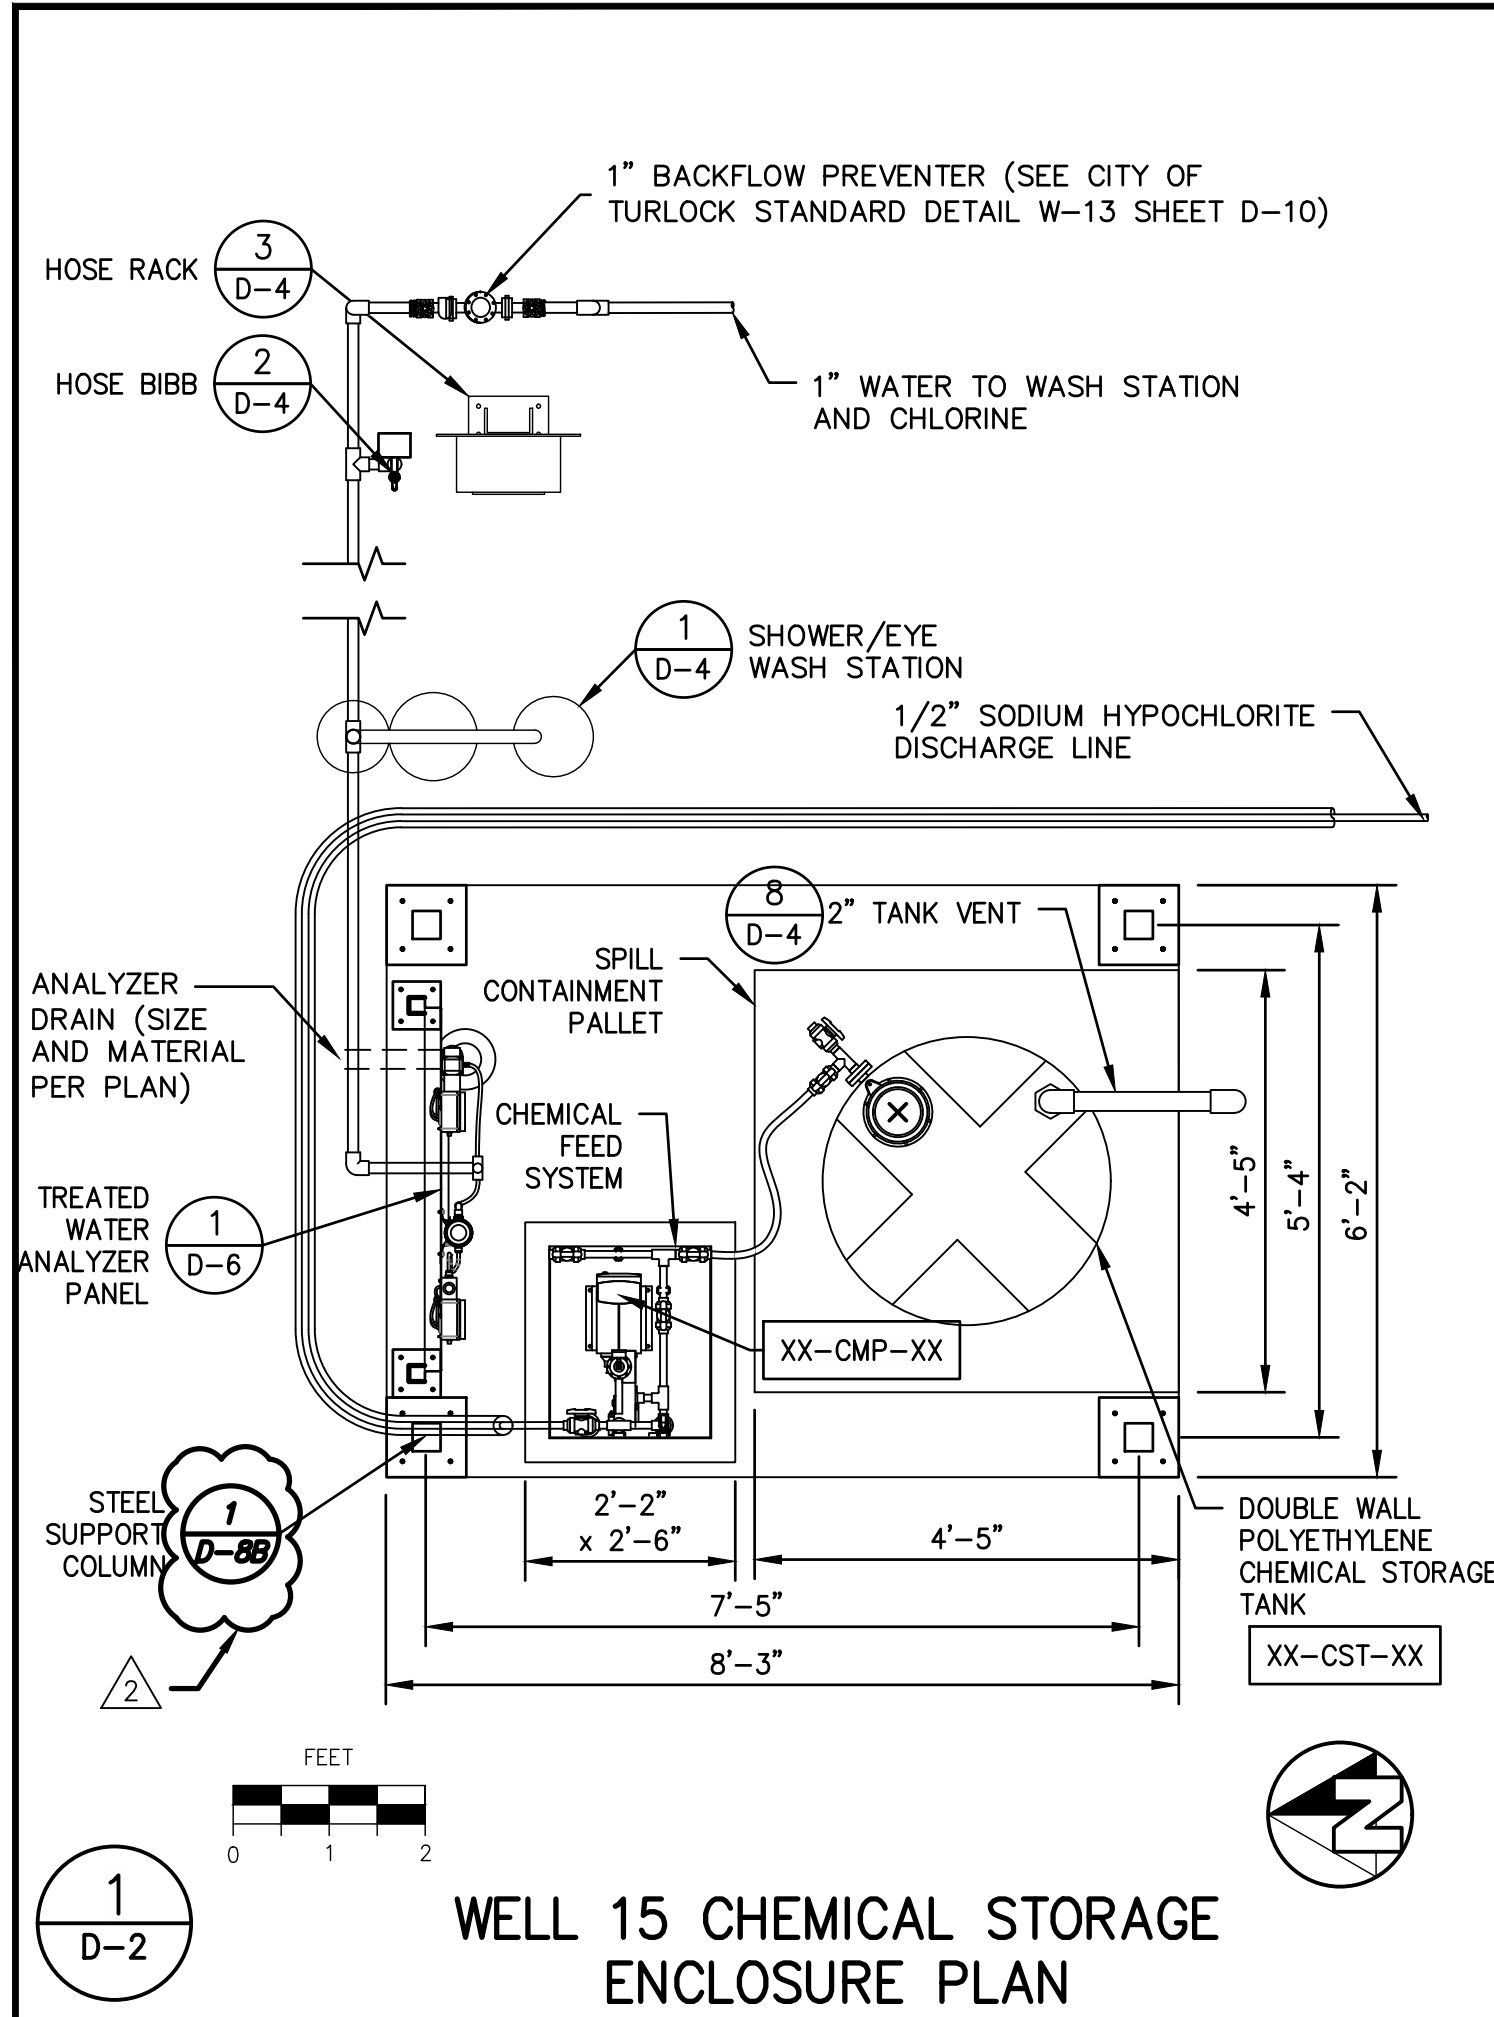 1” BACKFLOW PREVENTER (SEE CITY OF
TURLOCK STANDARD DETAIL W-13 SHEET D-10)
HOSE RACK
3
D-4
HOSE BIBB
2
D-4
1” WATER TO WASH STATION
AND CHLORINE
1
D-4
SHOWER/EYE
WASH STATION
1/2” SODIUM HYPOCHLORITE
DISCHARGE LINE
8
D-4
2” TANK VENT
SPILL
CONTAINMENT
PALLET
ANALYZER
DRAIN (SIZE
AND MATERIAL
PER PLAN)
CHEMICAL
FEED
SYSTEM
TREATED
WATER
ANALYZER
PANEL
1
D-6
4’-5”
5’-4”
6’-2”
XX-CMP-XX
STEEL
SUPPORT
COLUMN
1
D-8B
2
2’-2”
x 2’-6”
4’-5”
7’-5”
8’-3”
DOUBLE WALL
POLYETHYLENE
CHEMICAL STORAGE
TANK
XX-CST-XX
FEET
0 1 2
N
1
D-2
WELL 15 CHEMICAL STORAGE
ENCLOSURE PLAN